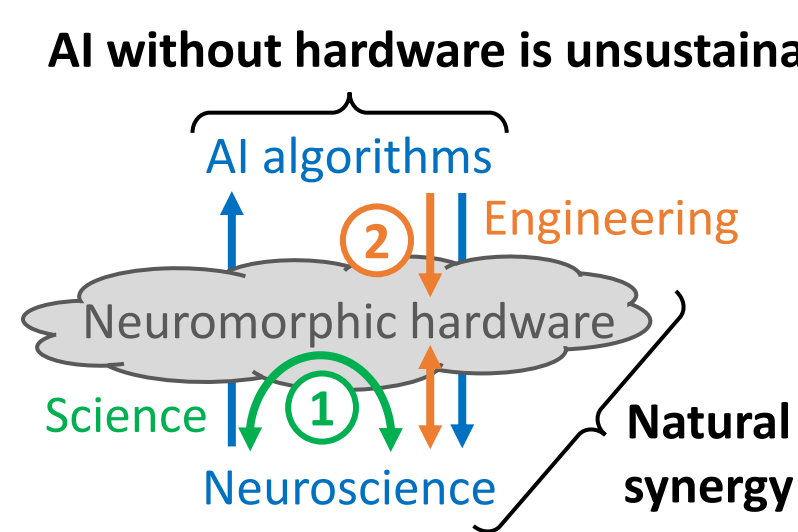 AI without hardware is unsustaina
AI algorithms
2
Engineering
Neuromorphic hardware
Science
1
Neuroscience
Natural
synergy